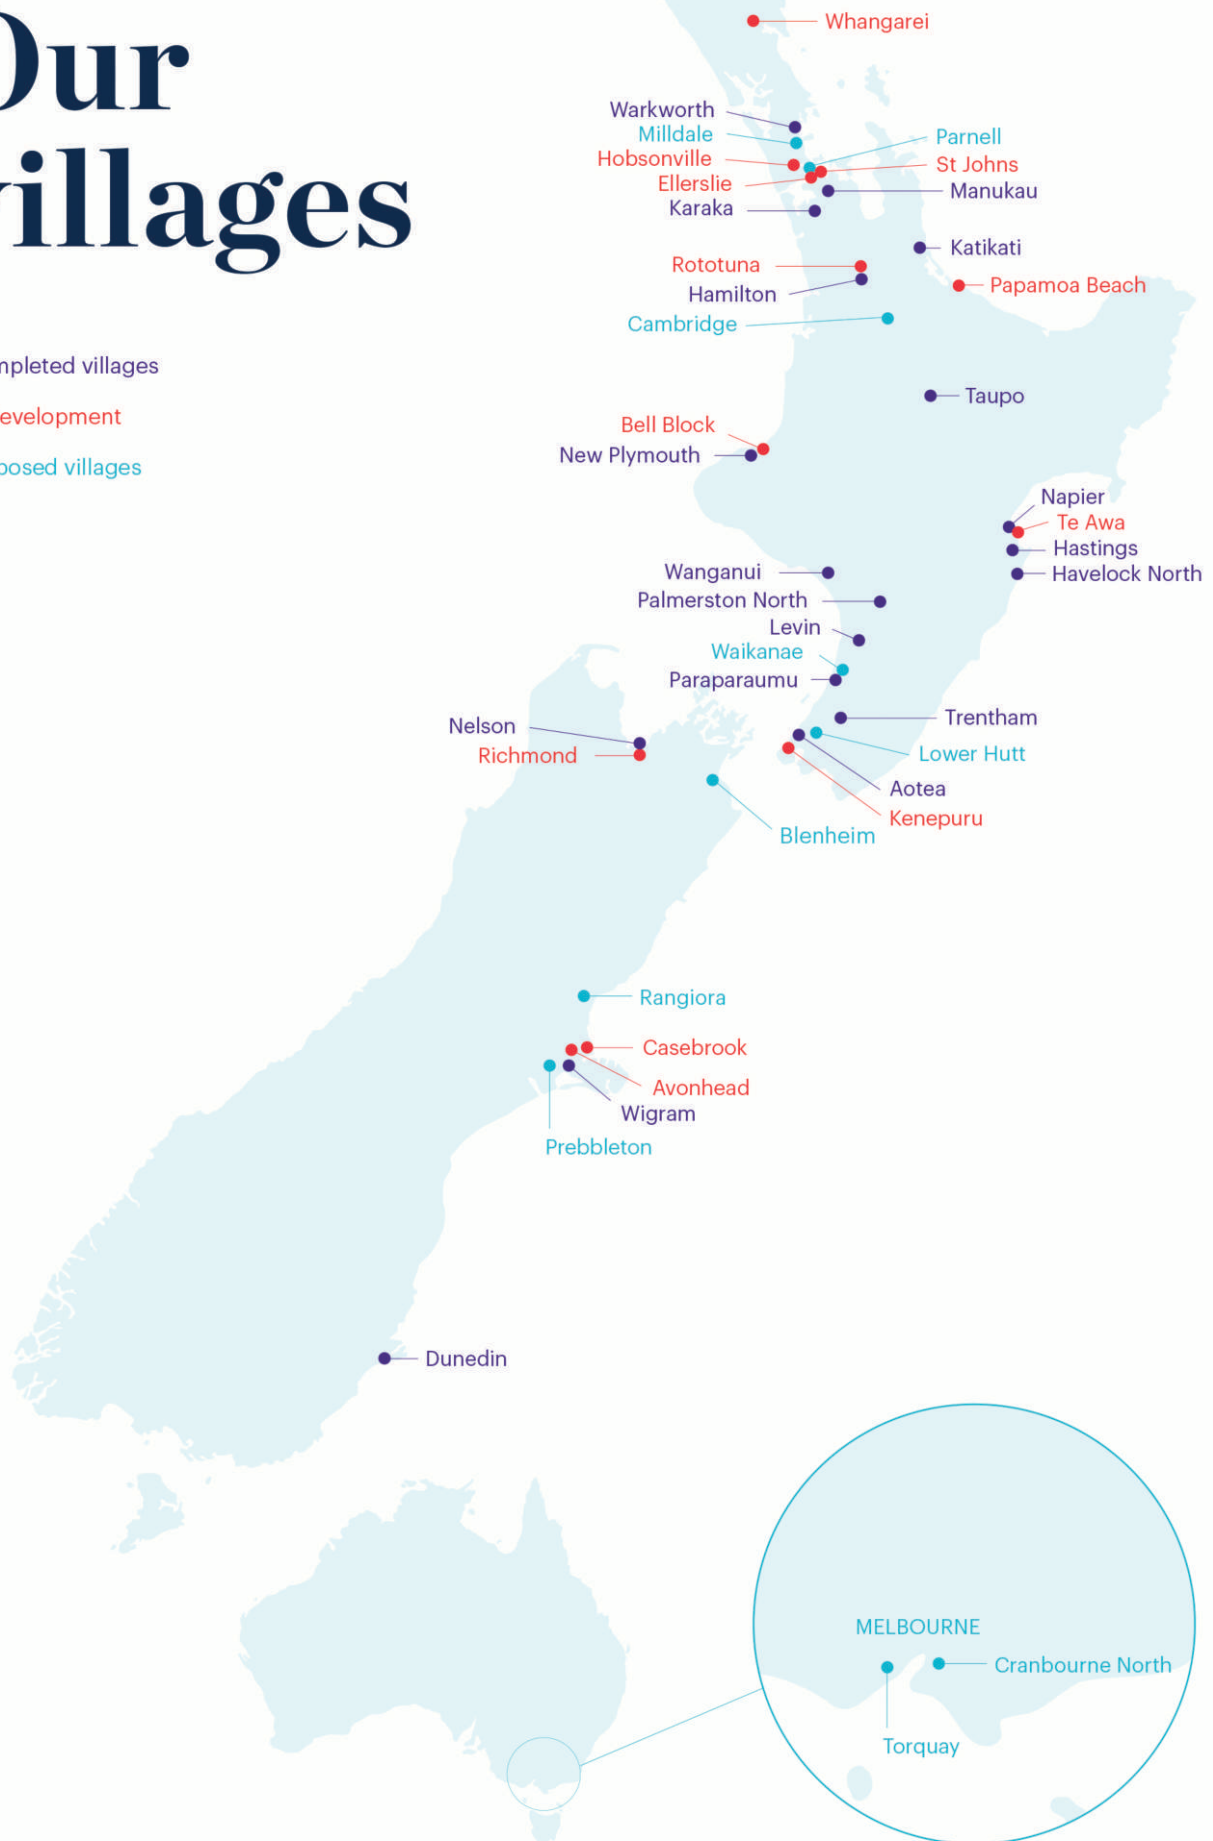 Our
villages
Completed villages
development
posed villages
Whangarei
Warkworth
Milldale
Hobsonville
Ellerslie
Karaka
Parnell
St Johns
Manukau
Katikati
Rototuna
Hamilton
Papamoa Beach
Cambridge
Taupo
Bell Block
New Plymouth
Napier
Te Awa
Hastings
Havelock North
Wanganui
Palmerston North
Levin
Waikanae
Paraparaumu
Trentham
Lower Hutt
Aotea
Kenepuru
Nelson
Richmond
Blenheim
Rangiora
Casebrook
Avonhead
Wigram
Prebbleton
Dunedin
MELBOURNE
Cranbourne North
Torquay